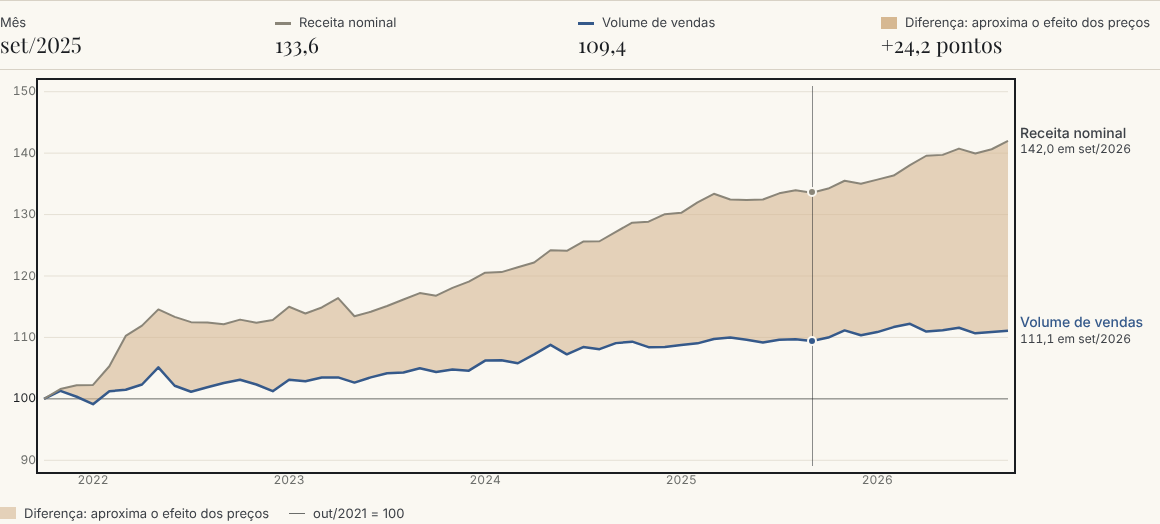 Mês
set/2025
Receita nominal
133,6
Volume de vendas
109,4
Diferença: aproxima o efeito dos preços
+24,2 pontos
150
140
130
120
110
100
90
Receita nominal
142,0 em set/2026
Volume de vendas
111,1 em set/2026
2022
2023
2024
2025
2026
Diferença: aproxima o efeito dos preços
out/2021 = 100